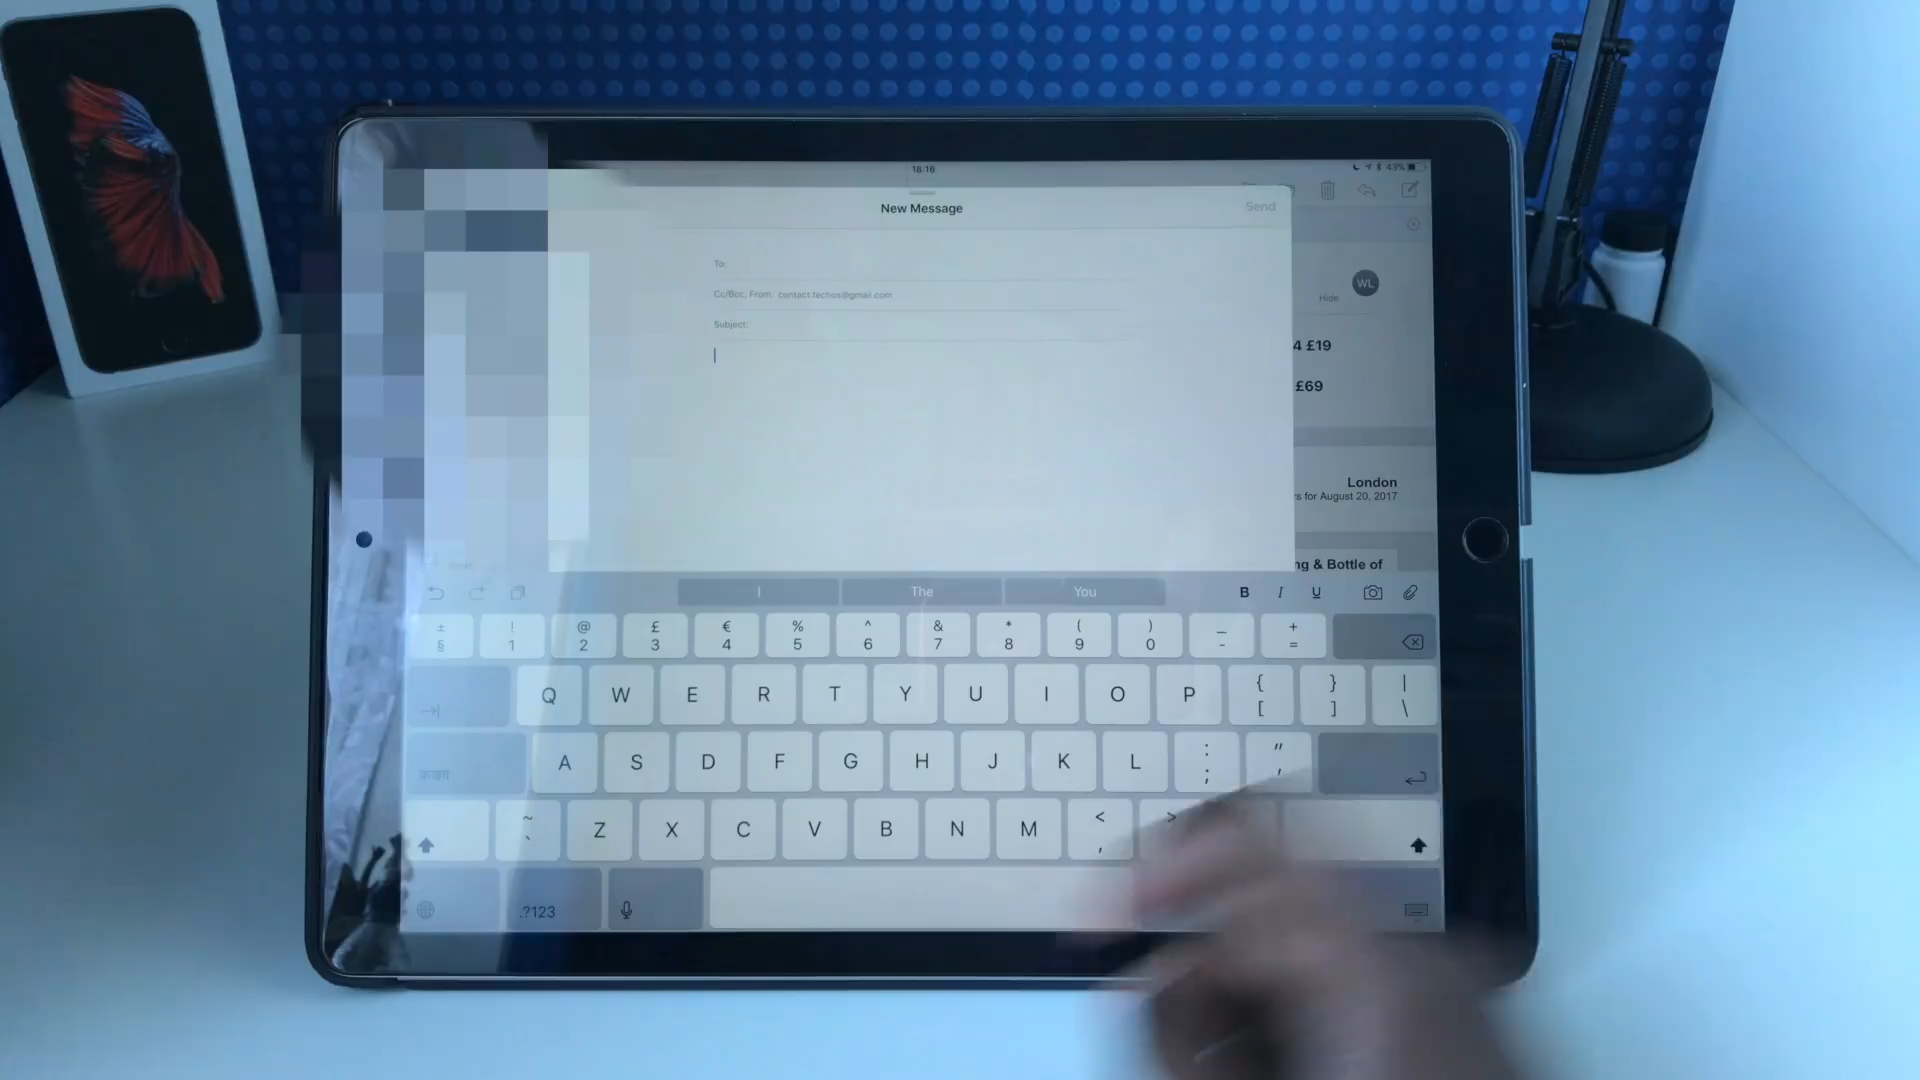 18:16
43%
New Message
Send
To:
Cc/Bcc, From: contact.techos@gmail.com
Subject:
WL
Hide
4 £19
£69
London
rs for August 20, 2017
ng & Bottle of
I The You
B I U
± ! @ £ € % ^ & * ( ) _ +
§ 1 2 3 4 5 6 7 8 9 0 - =
Q W E R T Y U I O P { [ } ] | \
A S D F G H J K L : ; " '
~ ` Z X C V B N M < , >
.?123